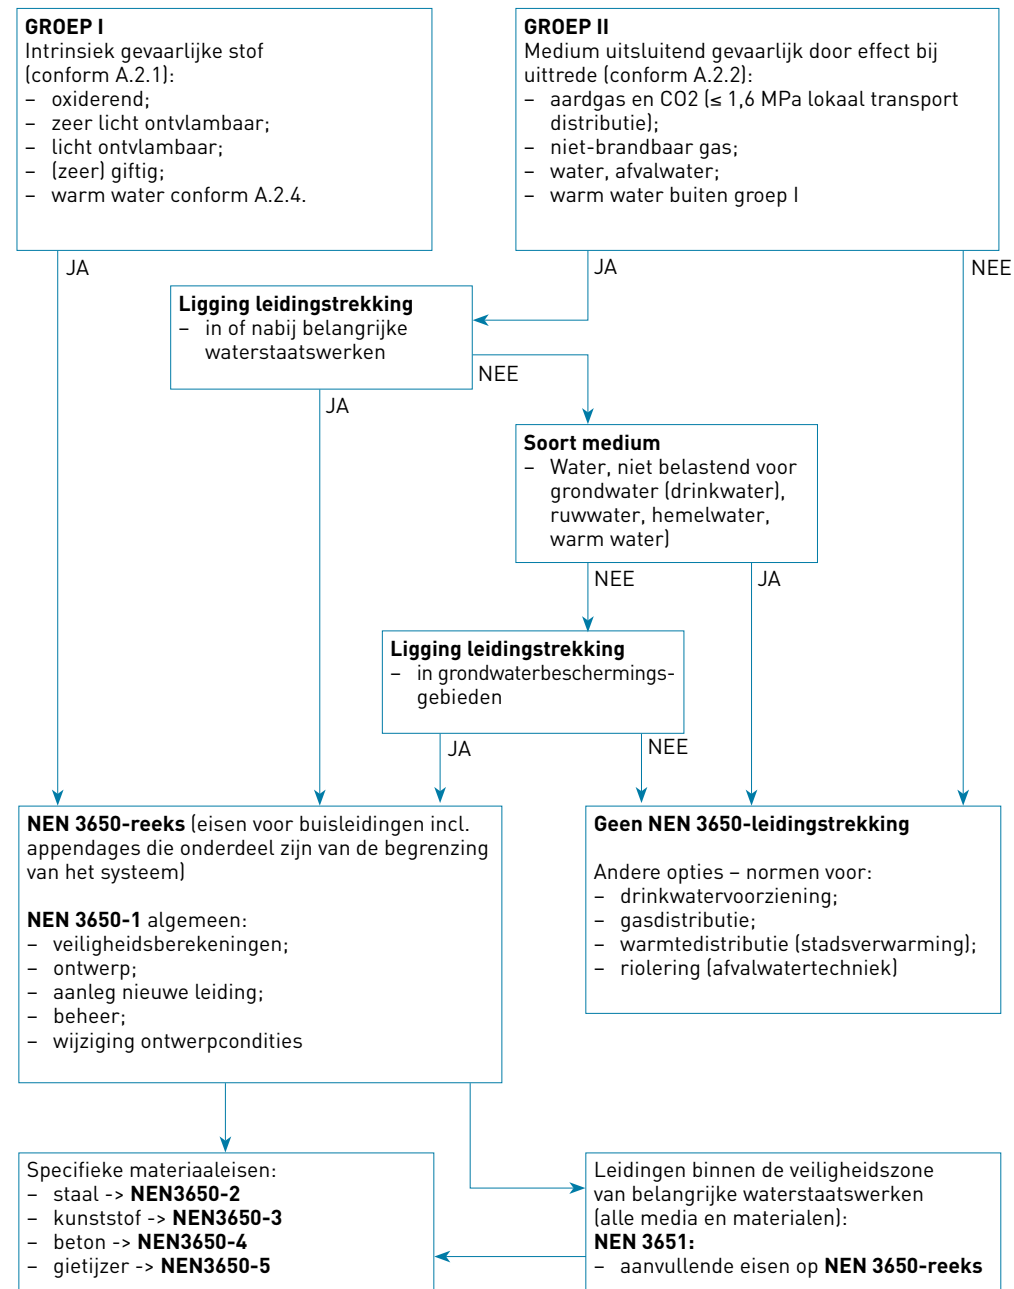 GROEP I
Intrinsiek gevaarlijke stof
(conform A.2.1):
– oxiderend;
– zeer licht ontvlambaar;
– licht ontvlambaar;
– (zeer) giftig;
– warm water conform A.2.4.
GROEP II
Medium uitsluitend gevaarlijk door effect bij
uittrede (conform A.2.2):
– aardgas en CO2 (≤ 1,6 MPa lokaal transport
distributie);
– niet-brandbaar gas;
– water, afvalwater;
– warm water buiten groep I
JA
JA
NEE
Ligging leidingstrekking
– in of nabij belangrijke
waterstaatswerken
NEE
JA
Soort medium
– Water, niet belastend voor
grondwater (drinkwater),
ruwwater, hemelwater,
warm water)
NEE
JA
Ligging leidingstrekking
– in grondwaterbeschermings-
gebieden
JA
NEE
NEN 3650-reeks (eisen voor buisleidingen incl.
appendages die onderdeel zijn van de begrenzing
van het systeem)
NEN 3650-1 algemeen:
– veiligheidsberekeningen;
– ontwerp;
– aanleg nieuwe leiding;
– beheer;
– wijziging ontwerpcondities
Geen NEN 3650-leidingstrekking
Andere opties – normen voor:
– drinkwatervoorziening;
– gasdistributie;
– warmtedistributie (stadsverwarming);
– riolering (afvalwatertechniek)
Specifieke materiaaleisen:
– staal -> NEN3650-2
– kunststof -> NEN3650-3
– beton -> NEN3650-4
– gietijzer -> NEN3650-5
Leidingen binnen de veiligheidszone
van belangrijke waterstaatswerken
(alle media en materialen):
NEN 3651:
– aanvullende eisen op NEN 3650-reeks